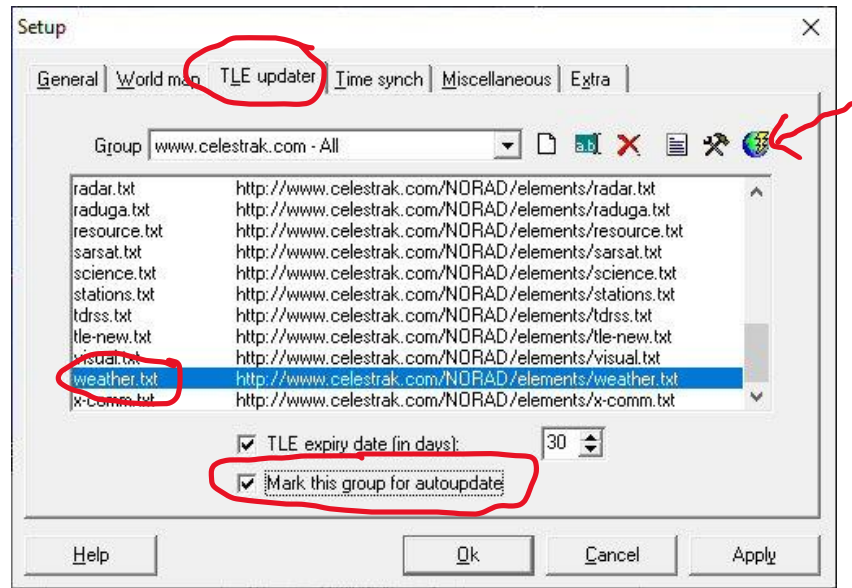 Setup
General World map TLE updater Time synch Miscellaneous Extra
Group www.celestrak.com - All a.b
radar.txt http://www.celestrak.com/NORAD/elements/radar.txt
raduga.txt http://www.celestrak.com/NORAD/elements/raduga.txt
resource.txt http://www.celestrak.com/NORAD/elements/resource.txt
sarsat.txt http://www.celestrak.com/NORAD/elements/sarsat.txt
science.txt http://www.celestrak.com/NORAD/elements/science.txt
stations.txt http://www.celestrak.com/NORAD/elements/stations.txt
tdrss.txt http://www.celestrak.com/NORAD/elements/tdrss.txt
tle-new.txt http://www.celestrak.com/NORAD/elements/tle-new.txt
visual.txt http://www.celestrak.com/NORAD/elements/visual.txt
weather.txt http://www.celestrak.com/NORAD/elements/weather.txt
x-comm.txt http://www.celestrak.com/NORAD/elements/x-comm.txt
TLE expiry date (in days): 30
Mark this group for autoupdate
Help Ok Cancel Apply